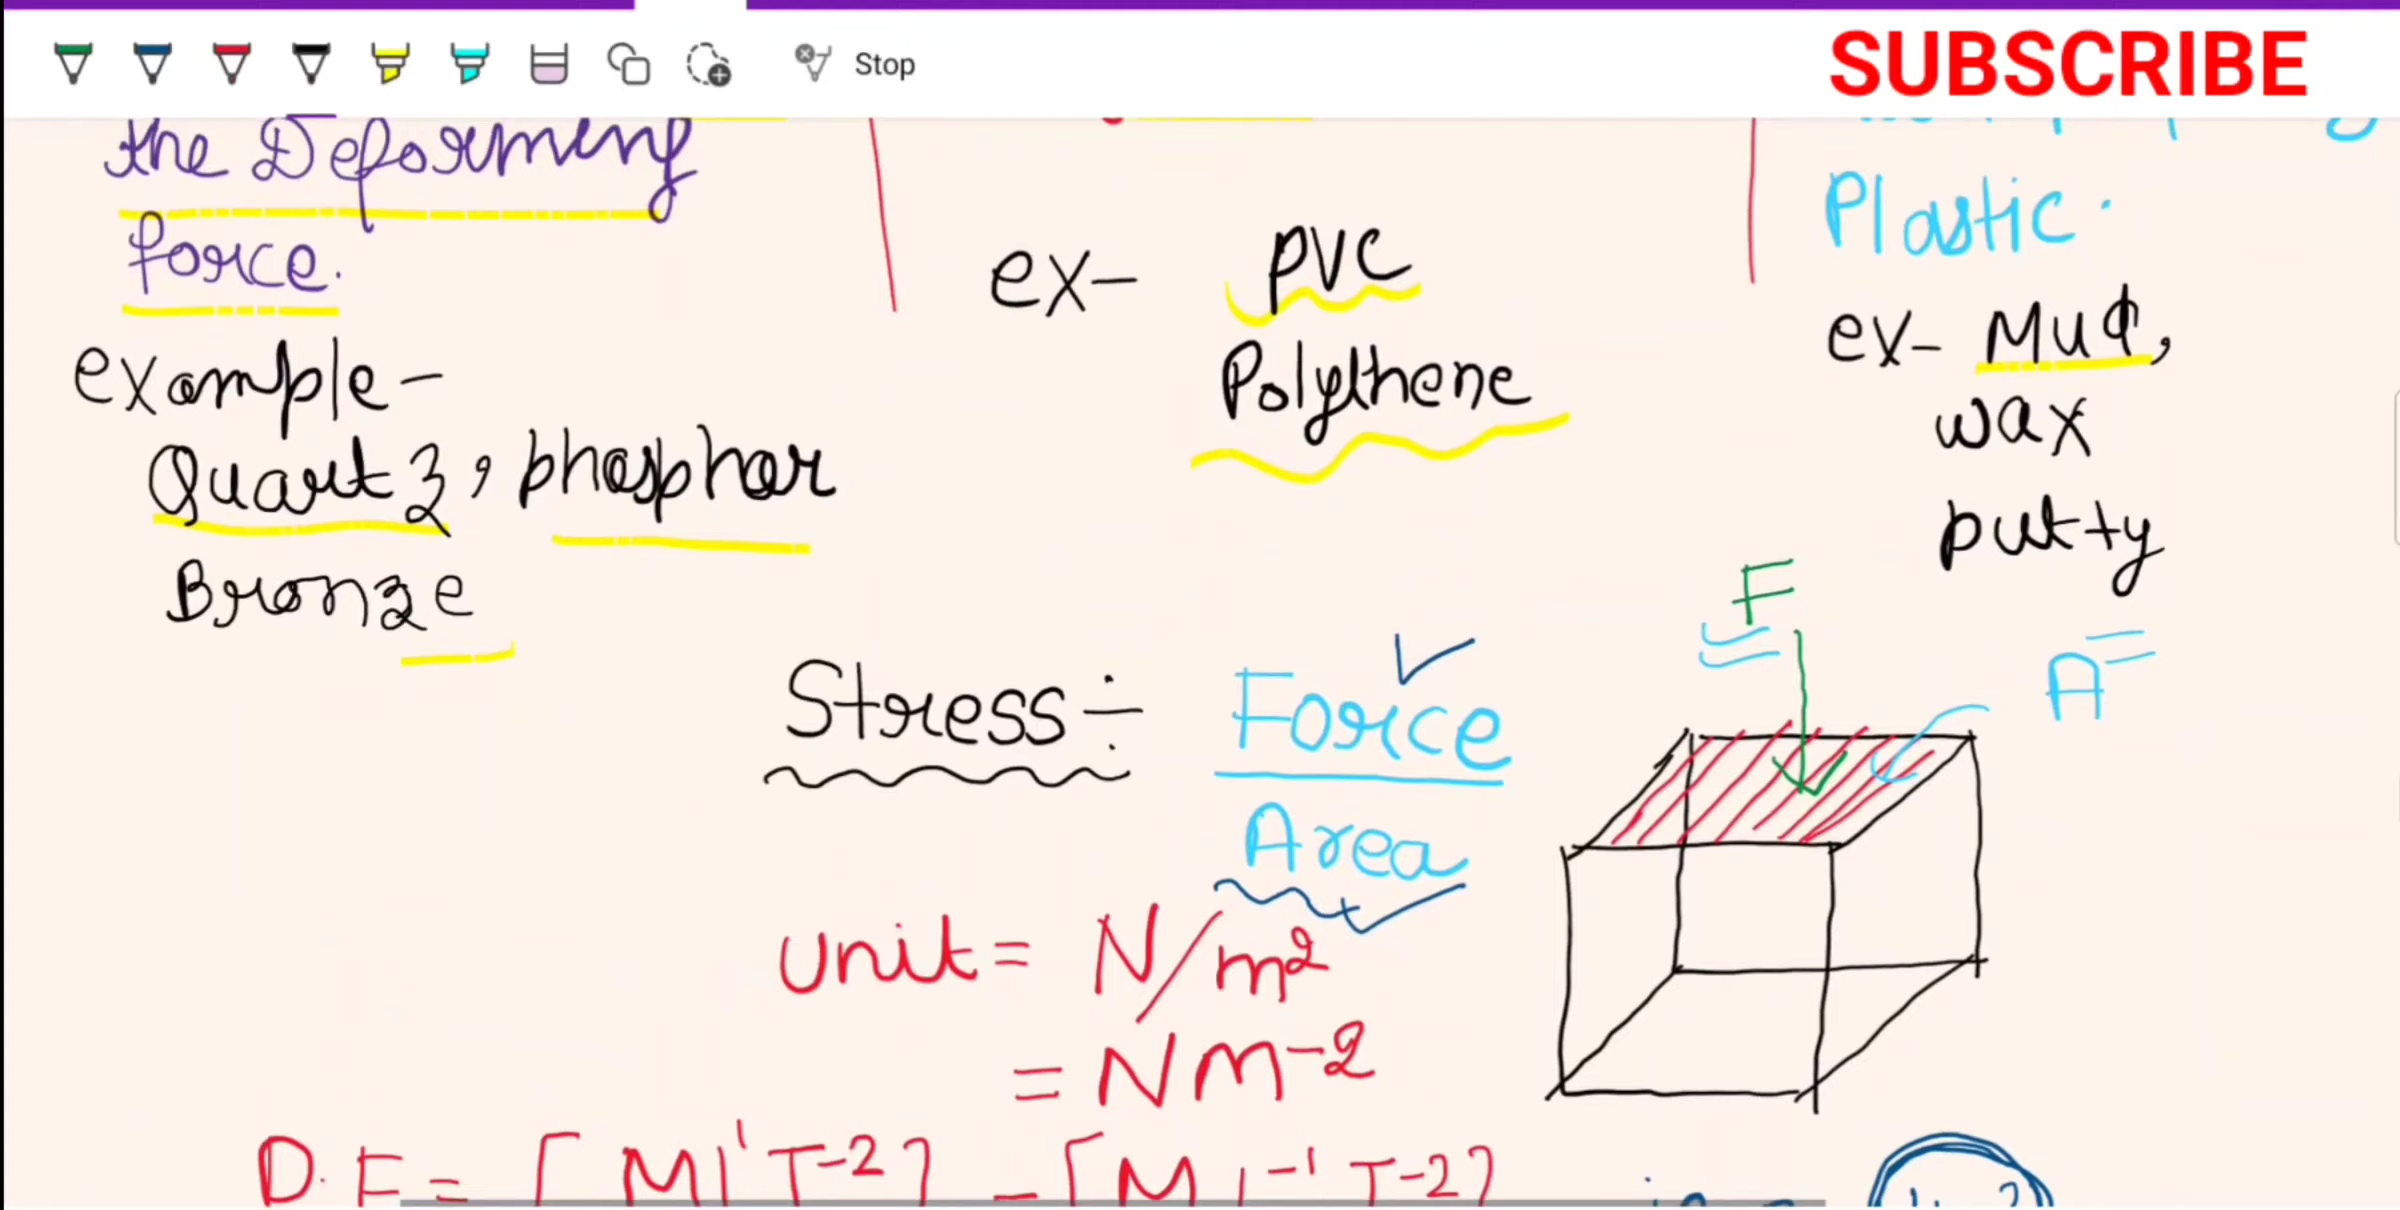 Stop
SUBSCRIBE
the Deforming
force.
example-
Quartz, phosphor
Bronze
ex- PVC
Polythene
Plastic.
ex- Mud,
wax
putty
Stress ÷ Force
Area
F
A
unit = N/m2
= Nm-2
D.F =